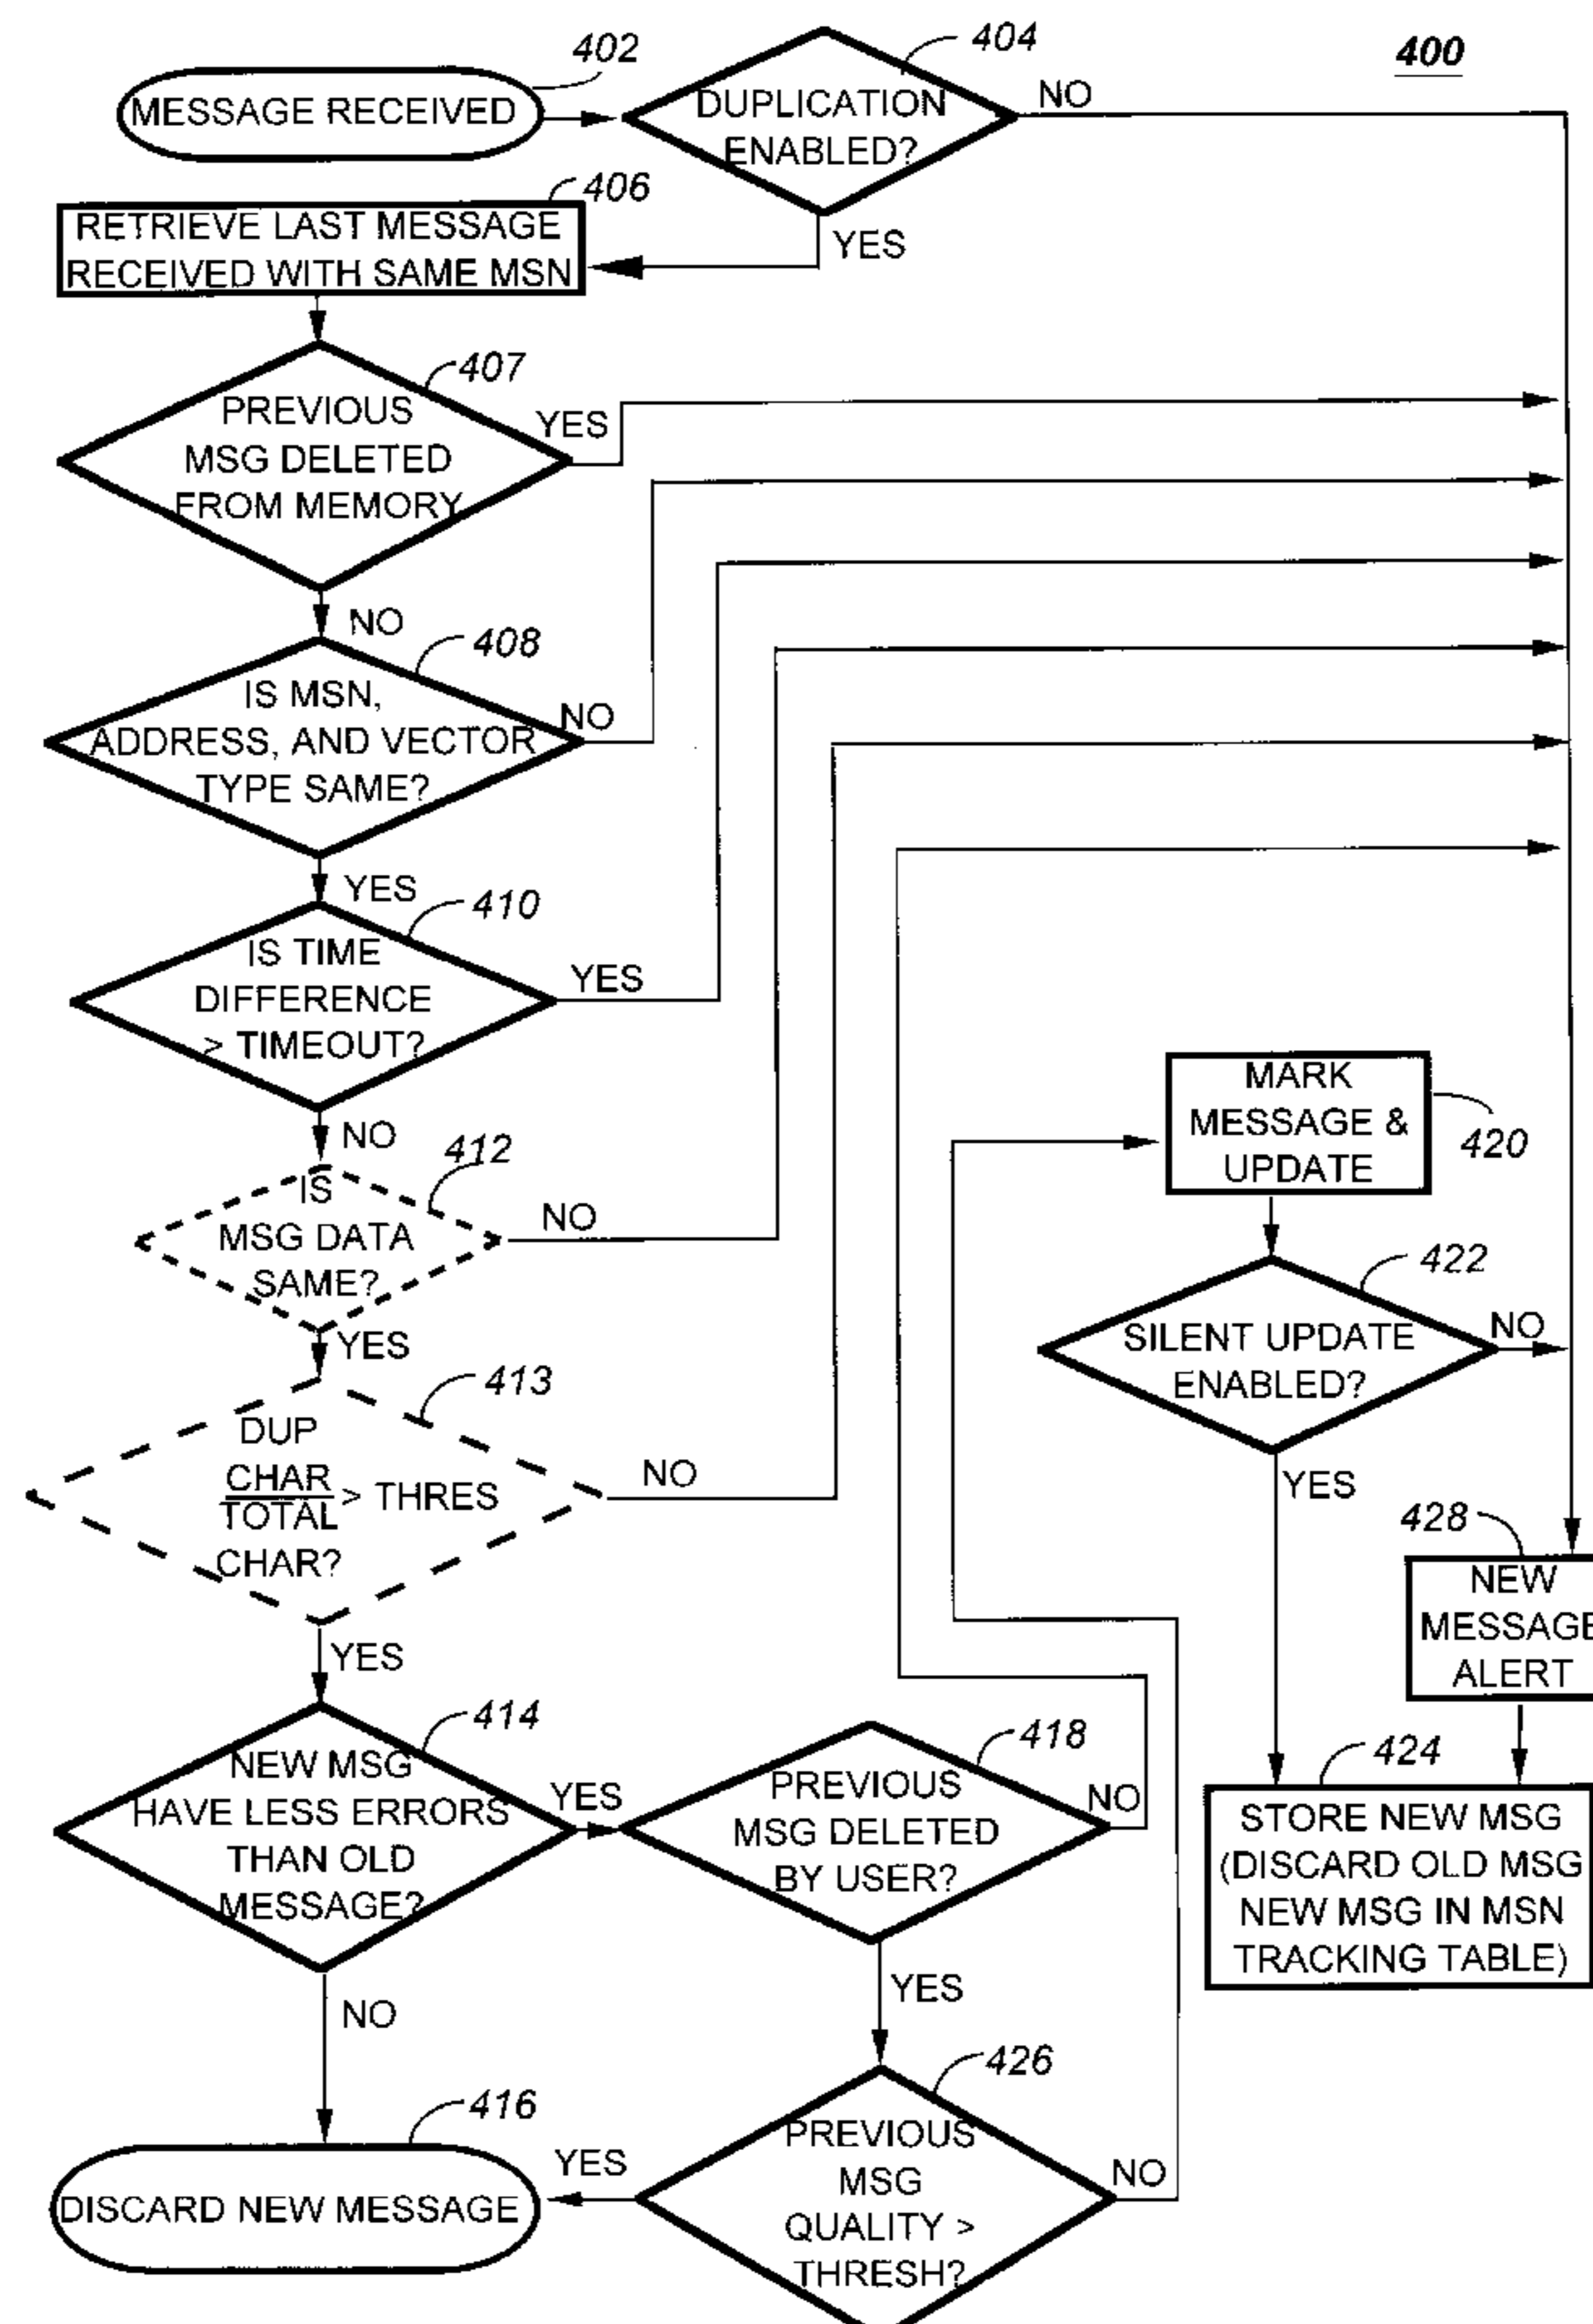 400
402
MESSAGE RECEIVED
404
DUPLICATION
ENABLED?
NO
YES
406
RETRIEVE LAST MESSAGE
RECEIVED WITH SAME MSN
407
PREVIOUS
MSG DELETED
FROM MEMORY
YES
NO
408
IS MSN,
ADDRESS, AND VECTOR
TYPE SAME?
NO
YES
410
IS TIME
DIFFERENCE
> TIMEOUT?
YES
NO
412
IS
MSG DATA
SAME?
NO
YES
413
DUP
CHAR
> THRES
TOTAL
CHAR?
NO
YES
414
NEW MSG
HAVE LESS ERRORS
THAN OLD
MESSAGE?
YES
NO
416
DISCARD NEW MESSAGE
418
PREVIOUS
MSG DELETED
BY USER?
NO
YES
426
PREVIOUS
MSG
QUALITY >
THRESH?
YES
NO
MARK
MESSAGE &
UPDATE
420
422
SILENT UPDATE
ENABLED?
NO
YES
428
NEW
MESSAGE
ALERT
424
STORE NEW MSG
(DISCARD OLD MSG
NEW MSG IN MSN
TRACKING TABLE)